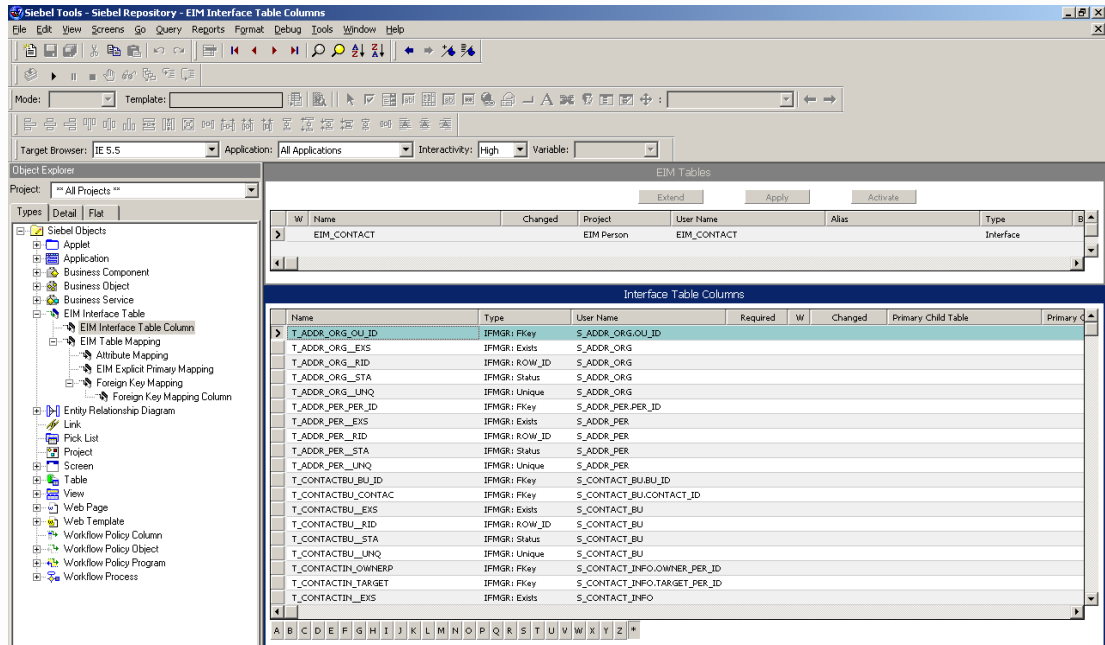 Siebel Tools - Siebel Repository - EIM Interface Table Columns
File Edit View Screens Go Query Reports Format Debug Tools Window Help
Mode: Template:
Target Browser: IE 5.5 Application: All Applications Interactivity: High Variable:
Object Explorer
Project: ** All Projects **
Types Detail Flat
Siebel Objects
Applet
Application
Business Component
Business Object
Business Service
EIM Interface Table
EIM Interface Table Column
EIM Table Mapping
Attribute Mapping
EIM Explicit Primary Mapping
Foreign Key Mapping
Foreign Key Mapping Column
Entity Relationship Diagram
Link
Pick List
Project
Screen
Table
View
Web Page
Web Template
Workflow Policy Column
Workflow Policy Object
Workflow Policy Program
Workflow Process
EIM Tables
Extend Apply Activate
W Name Changed Project User Name Alias Type B
EIM_CONTACT EIM Person EIM_CONTACT Interface
Interface Table Columns
Name Type User Name Required W Changed Primary Child Table Primary C
T_ADDR_ORG_OU_ID IFMGR: FKey S_ADDR_ORG.OU_ID
T_ADDR_ORG__EXS IFMGR: Exists S_ADDR_ORG
T_ADDR_ORG__RID IFMGR: ROW_ID S_ADDR_ORG
T_ADDR_ORG__STA IFMGR: Status S_ADDR_ORG
T_ADDR_ORG__UNQ IFMGR: Unique S_ADDR_ORG
T_ADDR_PER_PER_ID IFMGR: FKey S_ADDR_PER.PER_ID
T_ADDR_PER__EXS IFMGR: Exists S_ADDR_PER
T_ADDR_PER__RID IFMGR: ROW_ID S_ADDR_PER
T_ADDR_PER__STA IFMGR: Status S_ADDR_PER
T_ADDR_PER__UNQ IFMGR: Unique S_ADDR_PER
T_CONTACTBU_BU_ID IFMGR: FKey S_CONTACT_BU.BU_ID
T_CONTACTBU_CONTAC IFMGR: FKey S_CONTACT_BU.CONTACT_ID
T_CONTACTBU__EXS IFMGR: Exists S_CONTACT_BU
T_CONTACTBU__RID IFMGR: ROW_ID S_CONTACT_BU
T_CONTACTBU__STA IFMGR: Status S_CONTACT_BU
T_CONTACTBU__UNQ IFMGR: Unique S_CONTACT_BU
T_CONTACTIN_OWNERP IFMGR: FKey S_CONTACT_INFO.OWNER_PER_ID
T_CONTACTIN_TARGET IFMGR: FKey S_CONTACT_INFO.TARGET_PER_ID
T_CONTACTIN__EXS IFMGR: Exists S_CONTACT_INFO
A B C D E F G H I J K L M N O P Q R S T U V W X Y Z *